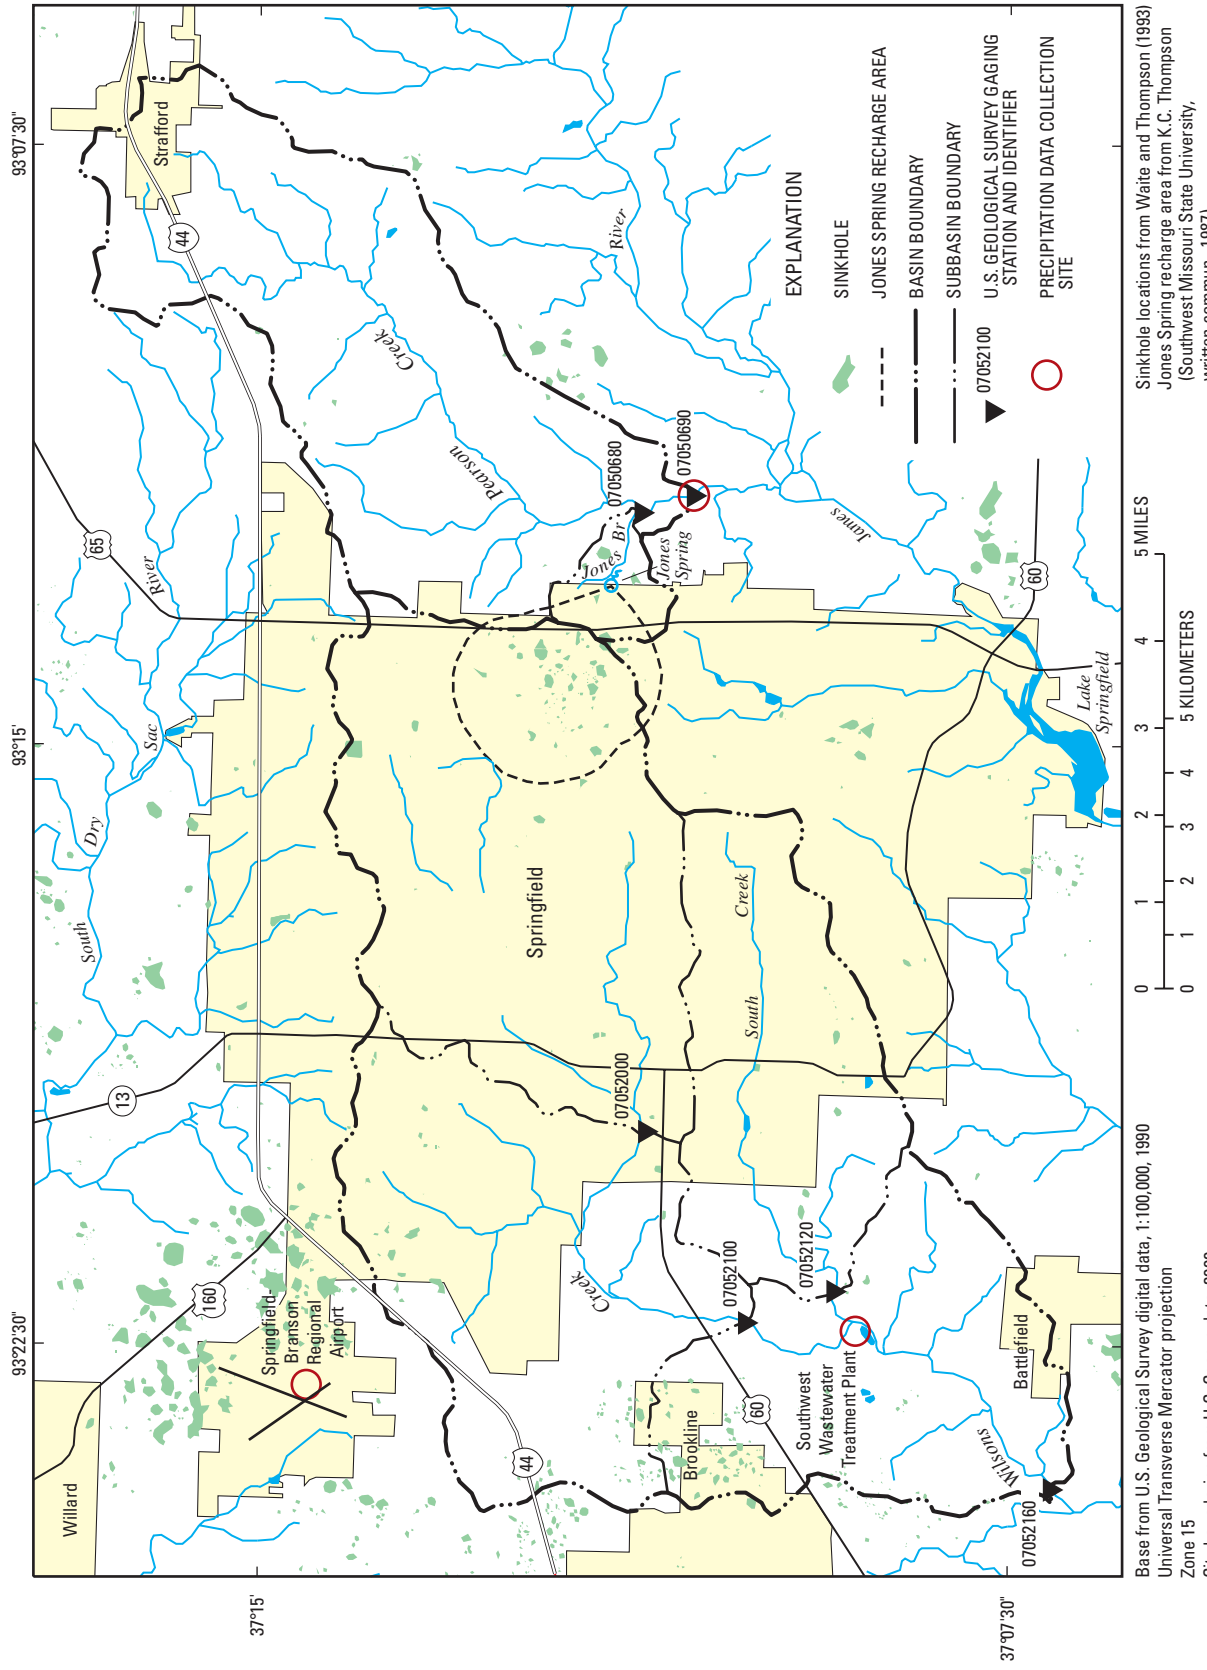 93°22'30"
93°15'
93°07'30"
37°15'
37°07'30"
Willard
160
13
65
44
44
60
60
Springfield-
Branson
Regional
Airport
South
Dry
Sac
River
Strafford
Springfield
Pearson
Creek
Jones Br
Jones
Spring
07050680
07050690
River
James
Lake
Springfield
South
Creek
07052000
Creek
07052100
07052120
Southwest
Wastewater
Treatment Plant
Brookline
Battlefield
Wilsons
07052160
EXPLANATION
SINKHOLE
JONES SPRING RECHARGE AREA
BASIN BOUNDARY
SUBBASIN BOUNDARY
07052100
U.S. GEOLOGICAL SURVEY GAGING
STATION AND IDENTIFIER
PRECIPITATION DATA COLLECTION
SITE
Base from U.S. Geological Survey digital data, 1:100,000, 1990
Universal Transverse Mercator projection
Zone 15
0 1 2 3 4 5 MILES
0 1 2 3 4 5 KILOMETERS
Sinkhole locations from Waite and Thompson (1993)
Jones Spring recharge area from K.C. Thompson
(Southwest Missouri State University,